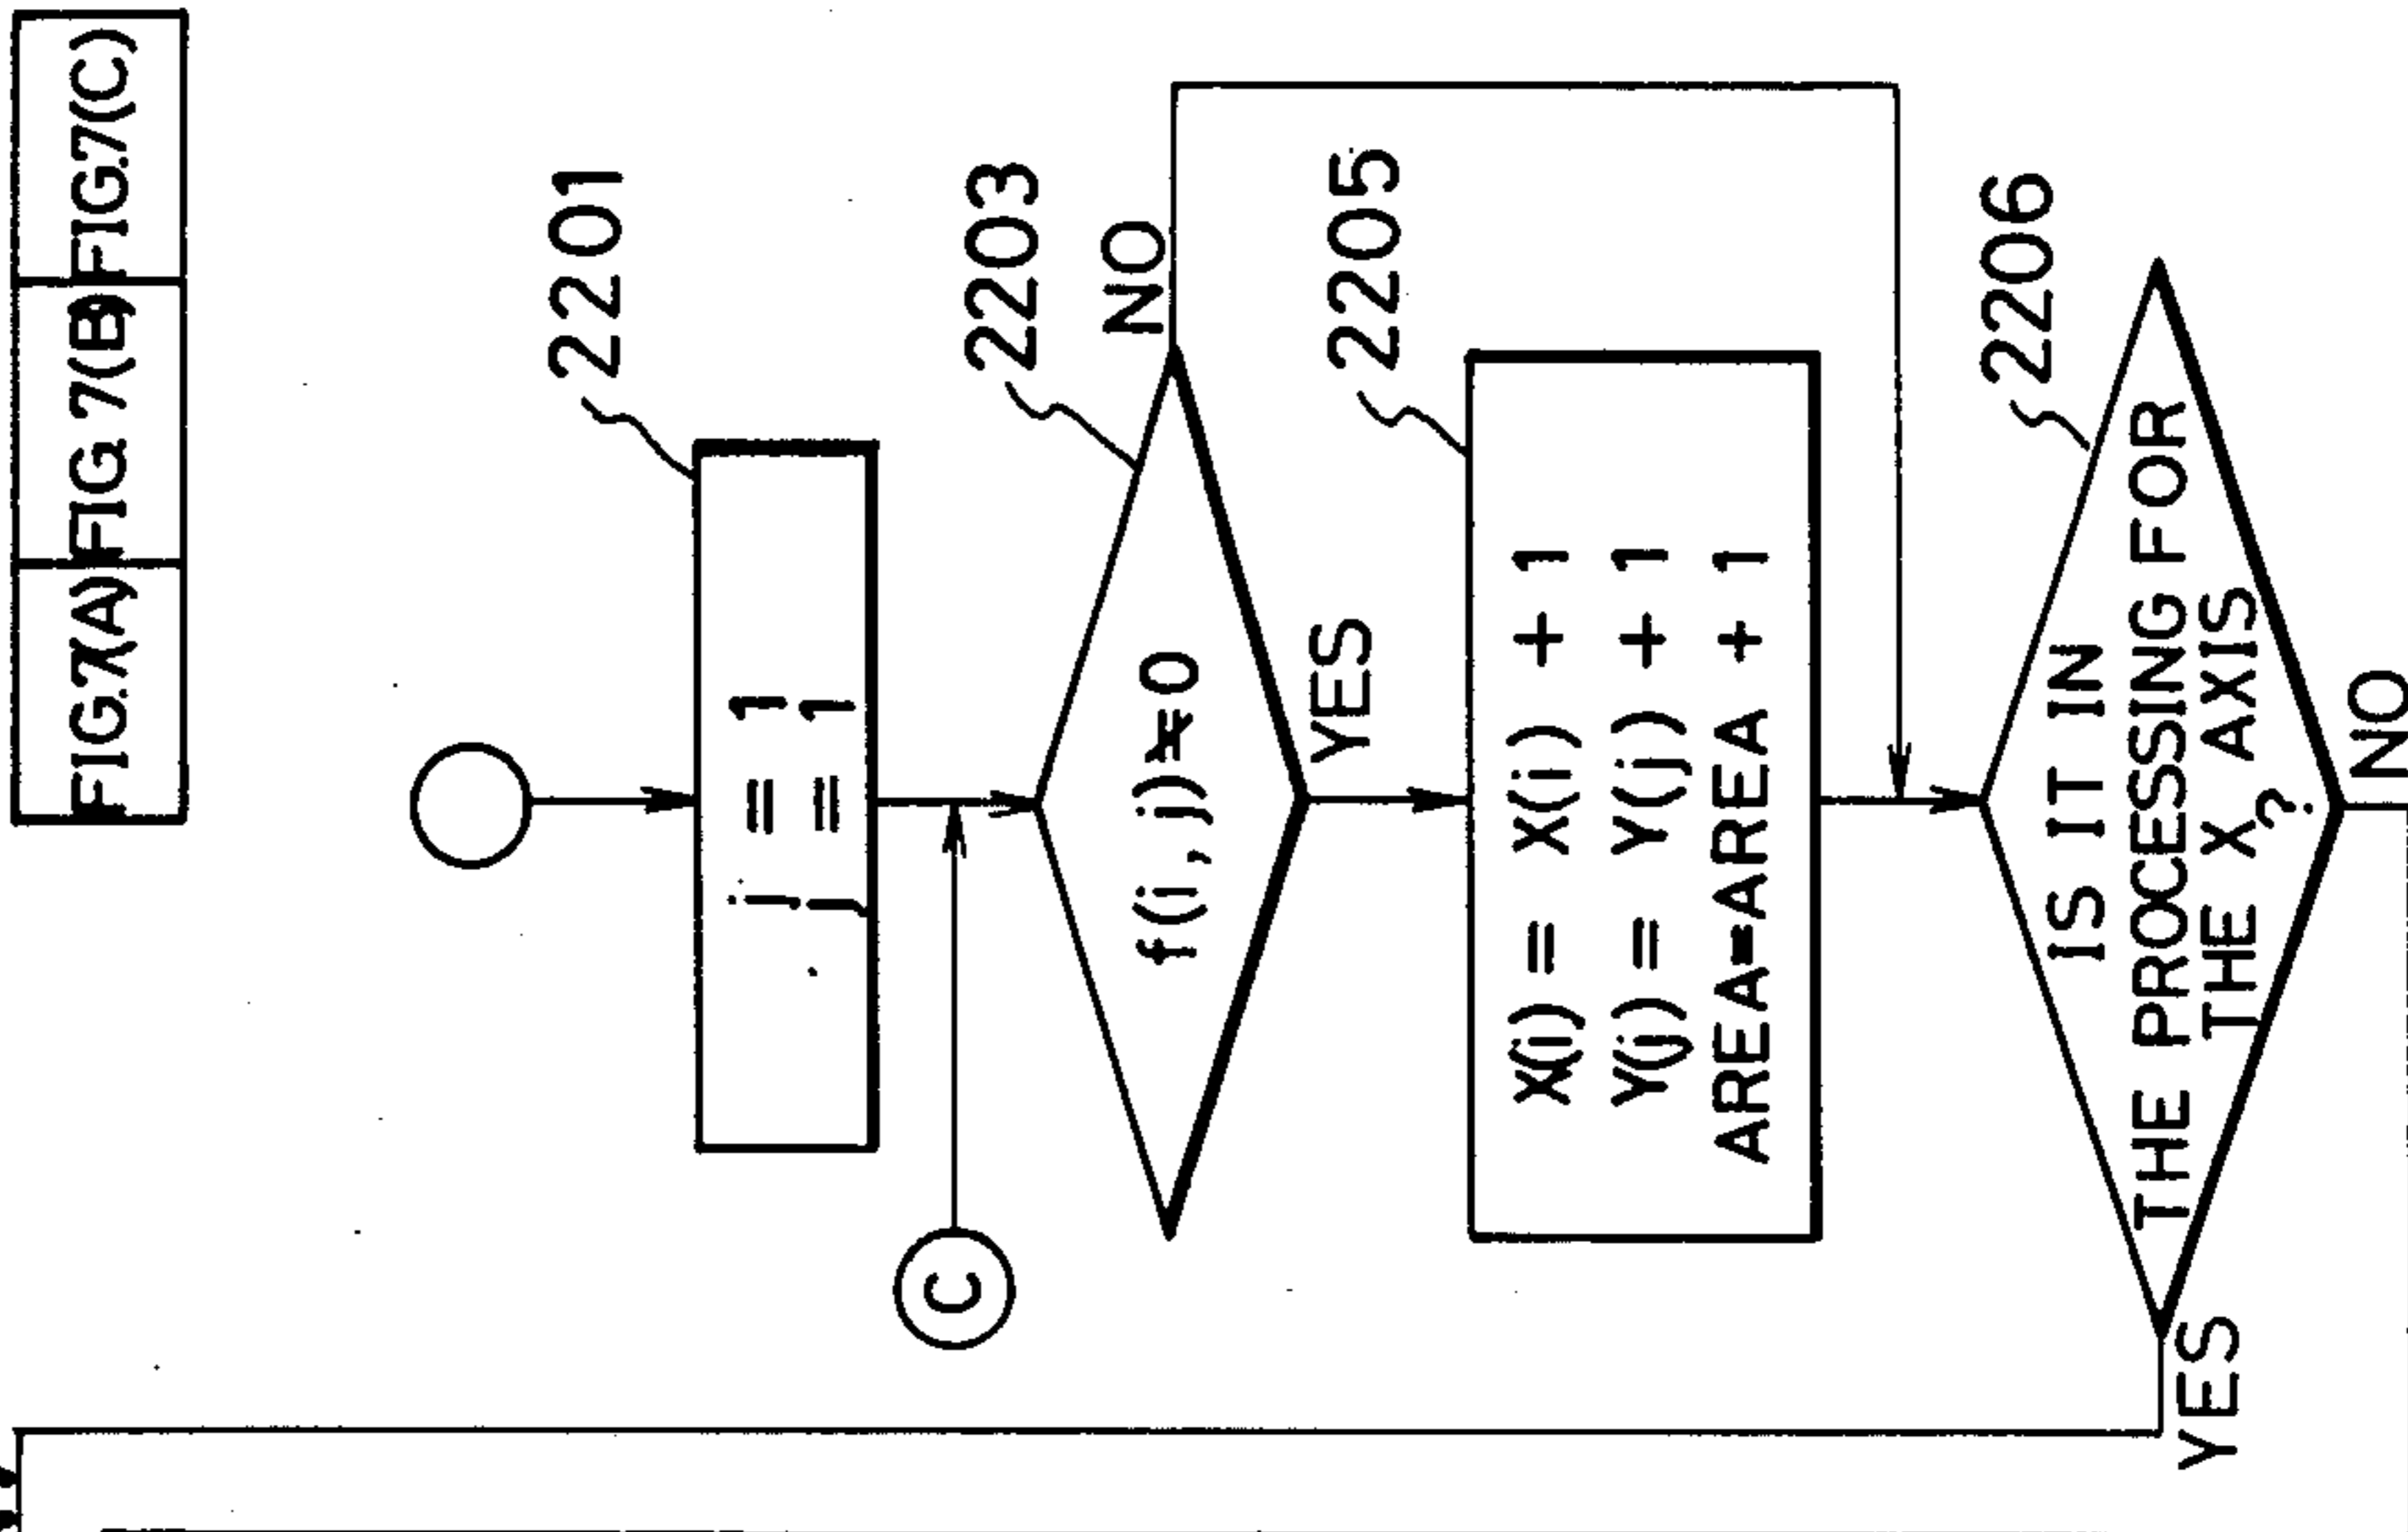 FIG.7(A) FIG. 7(B) FIG.7(C)
2201
j = 1
j = 1
C
2203
f(i,j)≠0
NO
YES
2205
X(i) = X(i) + 1
Y(j) = Y(j) + 1
AREA=AREA + 1
2206
IS IT IN
THE PROCESSING FOR
THE X AXIS
?
YES
NO